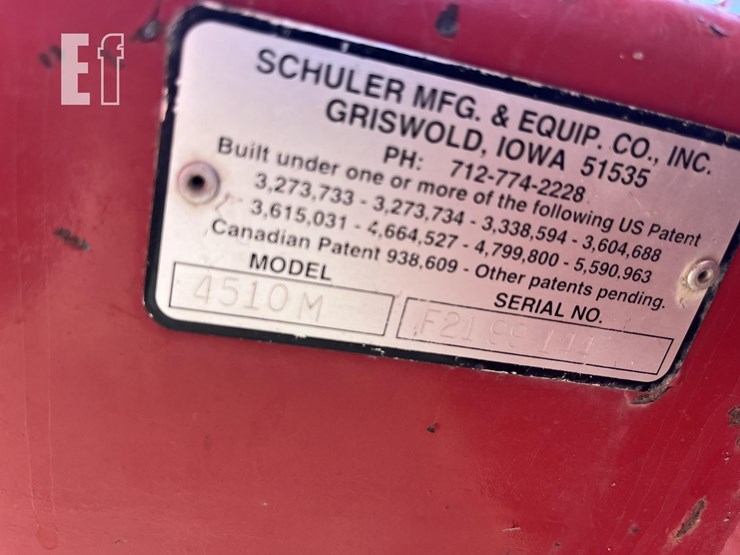 Ef
SCHULER MFG. & EQUIP. CO., INC.
GRISWOLD, IOWA 51535
PH: 712-774-2228
Built under one or more of the following US Patent
3,273,733 - 3,273,734 - 3,338,594 - 3,604,688
3,615,031 - 4,664,527 - 4,799,800 - 5,590.963
Canadian Patent 938,609 - Other patents pending.
MODEL
4510M
SERIAL NO.
F21